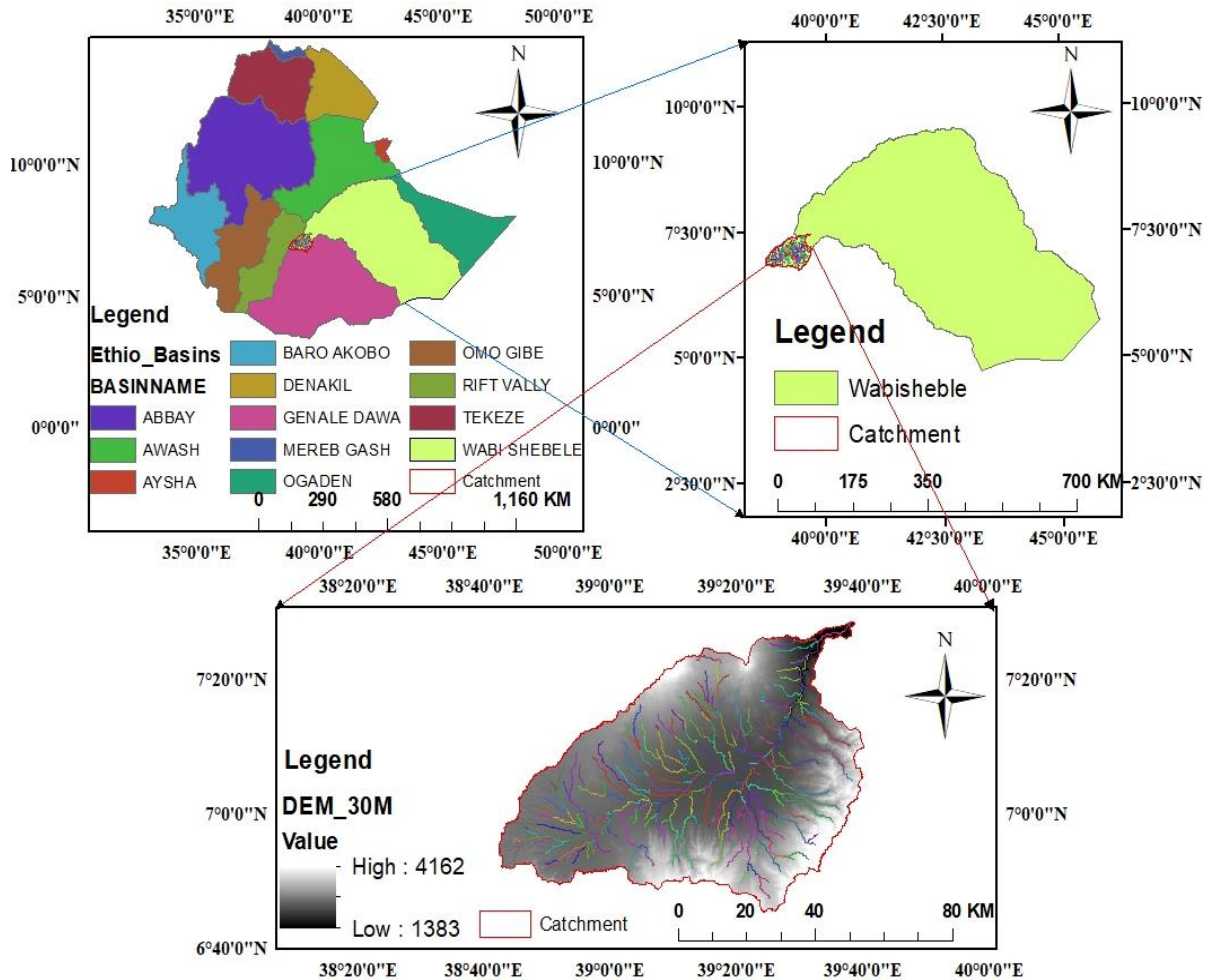 35°0'0"E 40°0'0"E 45°0'0"E 50°0'0"E
N
10°0'0"N 10°0'0"N
5°0'0"N 5°0'0"N
0°0'0" 0°0'0"
Legend
Ethio_Basins
BASINNAME
ABBAY
AWASH
AYSHA
BARO AKOBO
DENAKIL
GENALE DAWA
MEREB GASH
OGADEN
OMO GIBE
RIFT VALLY
TEKEZE
WABI SHEBELE
Catchment
0 290 580 1,160 KM
35°0'0"E 40°0'0"E 45°0'0"E 50°0'0"E
40°0'0"E 42°30'0"E 45°0'0"E
N
10°0'0"N 10°0'0"N
7°30'0"N 7°30'0"N
5°0'0"N 5°0'0"N
2°30'0"N 2°30'0"N
Legend
Wabisheble
Catchment
0 175 350 700 KM
40°0'0"E 42°30'0"E 45°0'0"E
38°20'0"E 38°40'0"E 39°0'0"E 39°20'0"E 39°40'0"E 40°0'0"E
N
7°20'0"N 7°20'0"N
7°0'0"N 7°0'0"N
6°40'0"N
Legend
DEM_30M
Value
High : 4162
Low : 1383
Catchment
0 20 40 80 KM
38°20'0"E 38°40'0"E 39°0'0"E 39°20'0"E 39°40'0"E 40°0'0"E